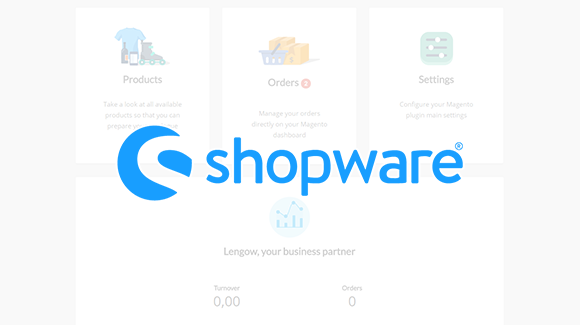 Products
Take a look at all available
products so that you can
Orders 3
Manage your orders
directly on your Magento
dashboard
Settings
Configure your Magento
plugin main settings
shopware®
Lengow, your business partner
Turnover
0,00
Orders
0